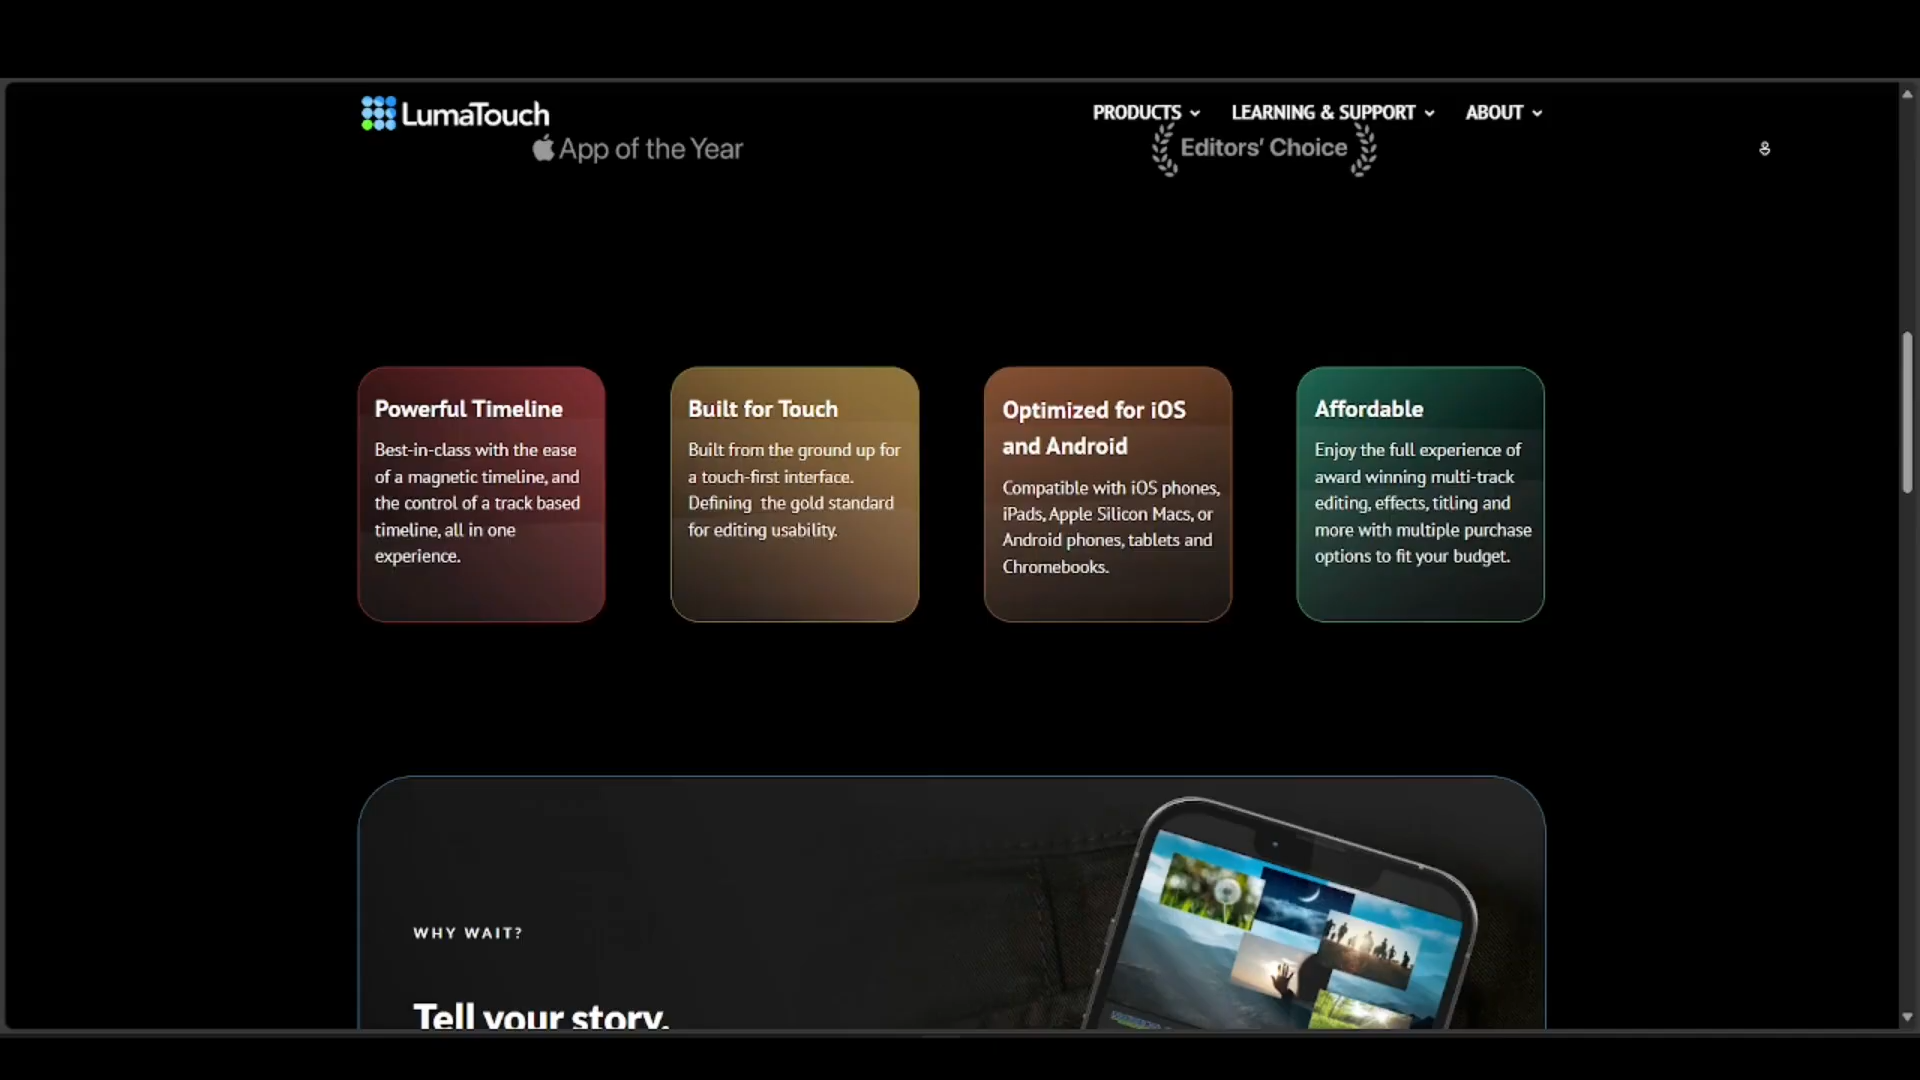 LumaTouch
PRODUCTS
LEARNING & SUPPORT
ABOUT
App of the Year
Editors' Choice
Powerful Timeline
Best-in-class with the ease
of a magnetic timeline, and
the control of a track based
timeline, all in one
experience.
Built for Touch
Built from the ground up for
a touch-first interface.
Defining the gold standard
for editing usability.
Optimized for iOS
and Android
Compatible with iOS phones,
iPads, Apple Silicon Macs, or
Android phones, tablets and
Chromebooks.
Affordable
Enjoy the full experience of
award winning multi-track
editing, effects, titling and
more with multiple purchase
options to fit your budget.
WHY WAIT?
Tell your story.